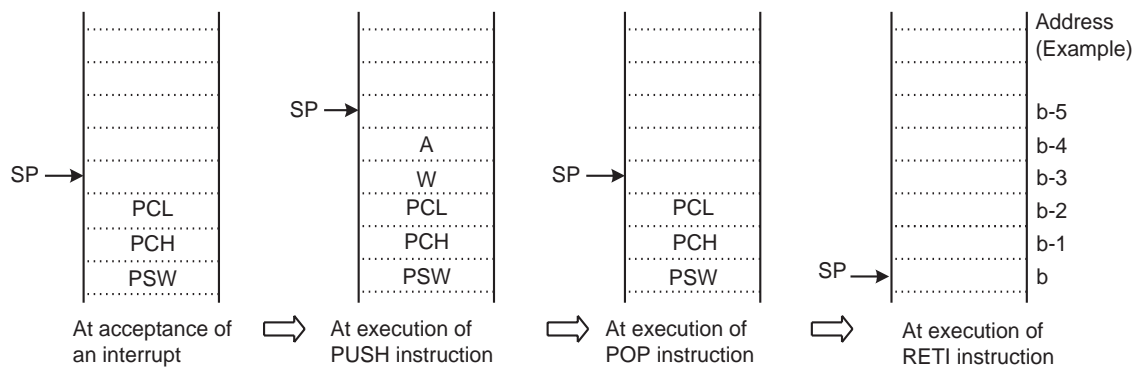 Address
(Example)
SP
b-5
A
b-4
SP
W
SP
b-3
PCL
PCL
PCL
b-2
PCH
PCH
PCH
b-1
PSW
PSW
PSW
SP
b
At acceptance of
an interrupt
At execution of
PUSH instruction
At execution of
POP instruction
At execution of
RETI instruction